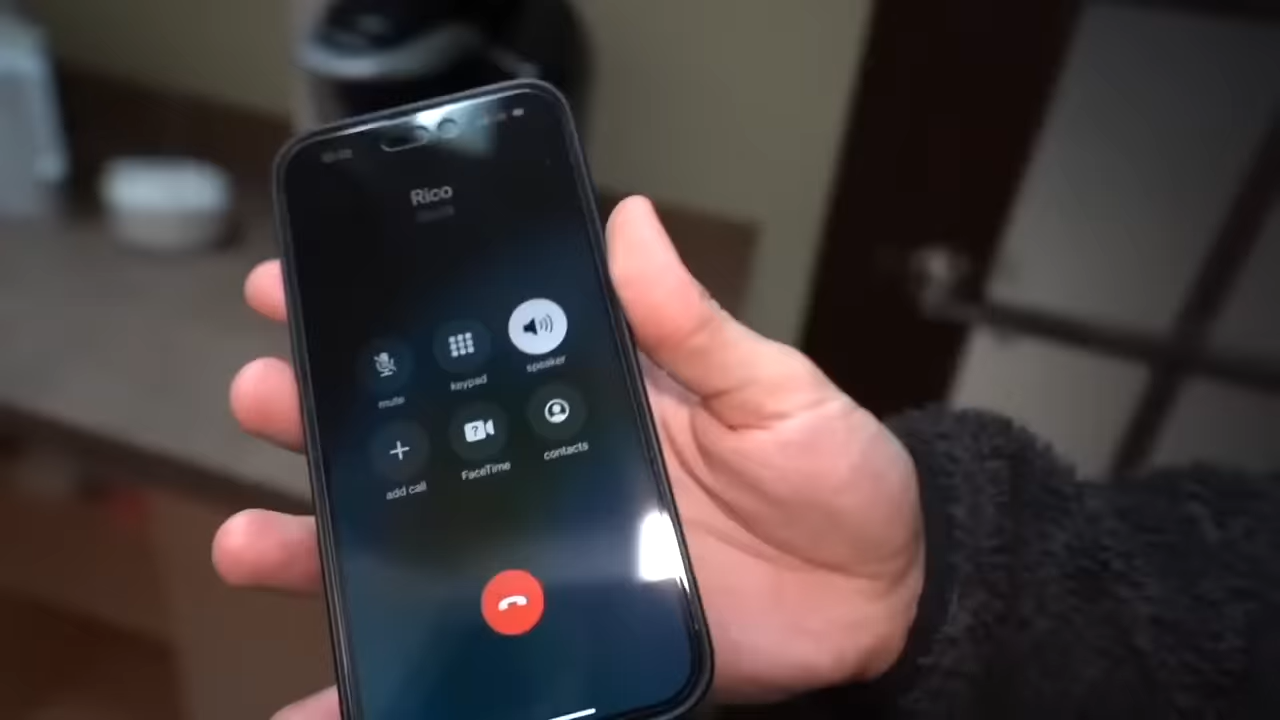 Rico
mute
keypad
speaker
add call
FaceTime
contacts